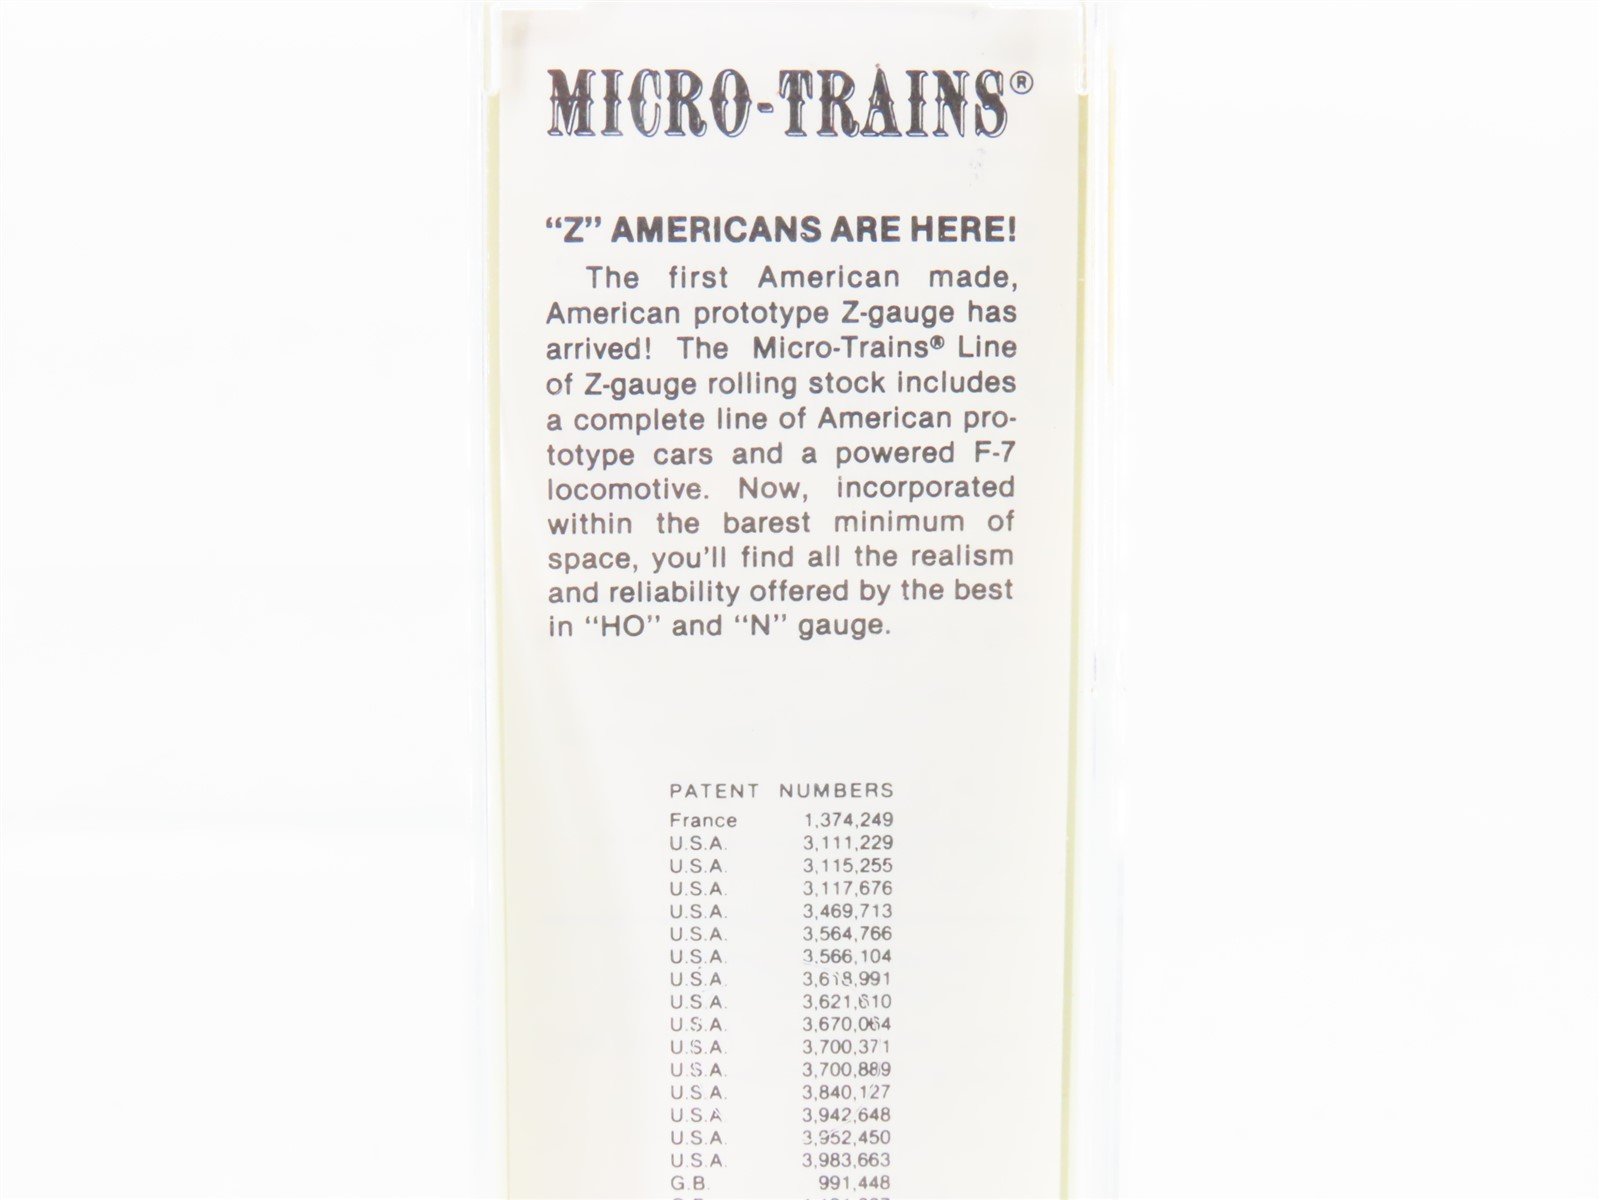 MICRO-TRAINS®
“Z” AMERICANS ARE HERE!
The first American made,
American prototype Z-gauge has
arrived! The Micro-Trains® Line
of Z-gauge rolling stock includes
a complete line of American pro-
totype cars and a powered F-7
locomotive. Now, incorporated
within the barest minimum of
space, you'll find all the realism
and reliability offered by the best
in “HO” and “N” gauge.
PATENT NUMBERS
France 1,374,249
U.S.A. 3,111,229
U.S.A. 3,115,255
U.S.A. 3,117,676
U.S.A. 3,469,713
U.S.A. 3,564,766
U.S.A. 3.566,104
U.S.A. 3,618,991
U.S.A. 3,621,610
U.S.A. 3,670,064
U.S.A. 3,700,371
U.S.A. 3,700,889
U.S.A. 3,840,127
U.S.A 3,942,648
U.S.A. 3,952,450
U.S.A. 3,983,663
G.B. 991,448